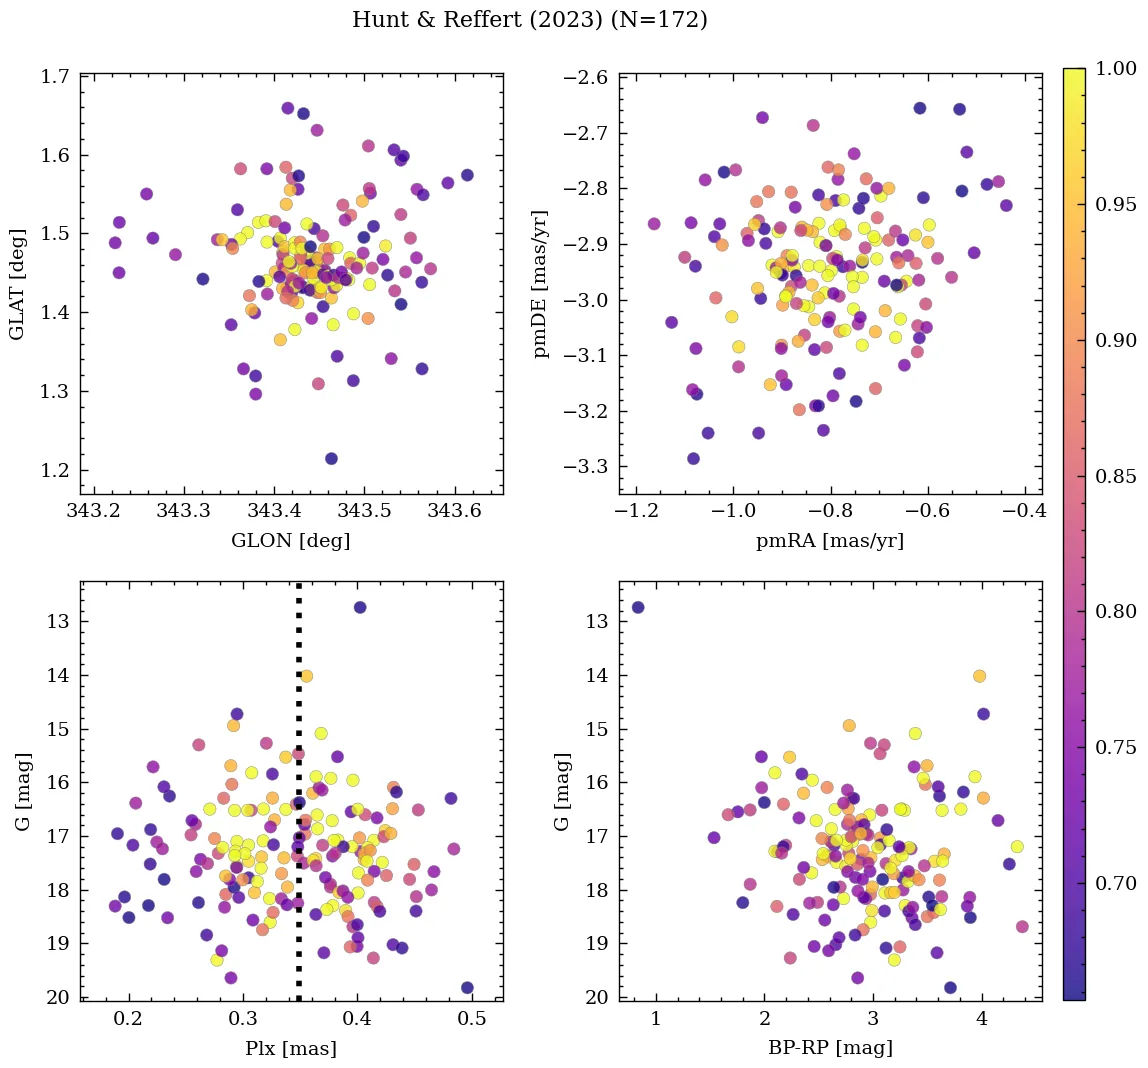 Hunt & Reffert (2023) (N=172)
1.7
1.6
1.5
1.4
1.3
1.2
GLAT [deg]
343.2 343.3 343.4 343.5 343.6
GLON [deg]
−2.6
−2.7
−2.8
−2.9
−3.0
−3.1
−3.2
−3.3
pmDE [mas/yr]
−1.2 −1.0 −0.8 −0.6 −0.4
pmRA [mas/yr]
13
14
15
16
17
18
19
20
G [mag]
0.2 0.3 0.4 0.5
Plx [mas]
13
14
15
16
17
18
19
20
G [mag]
1 2 3 4
BP-RP [mag]
1.00
0.95
0.90
0.85
0.80
0.75
0.70